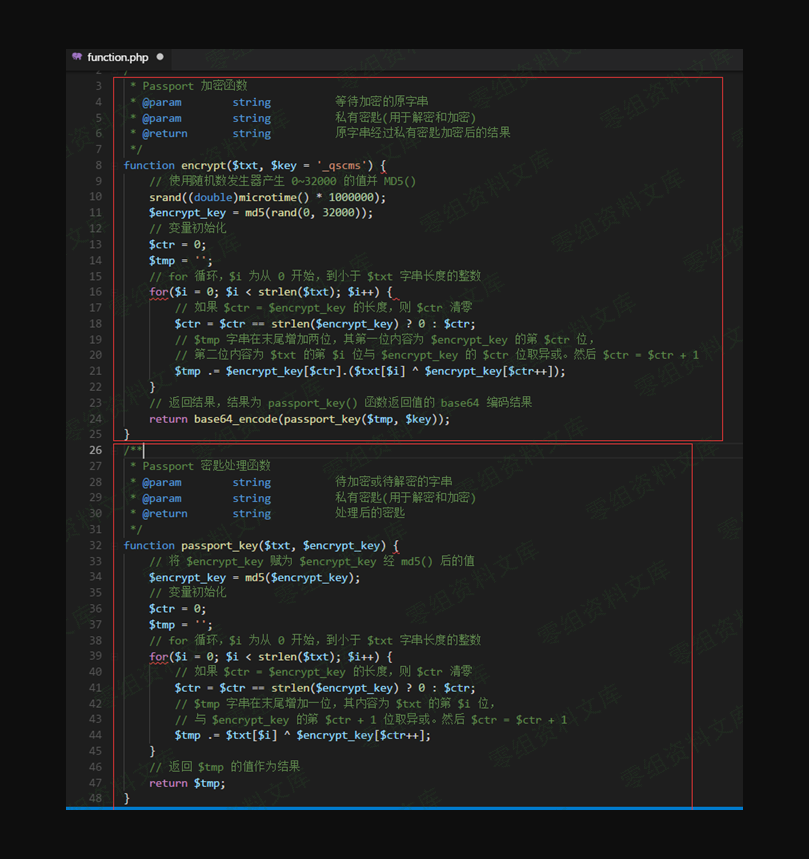 function.php
2
3 * Passport 加密函数
4 * @param string 等待加密的原字串
5 * @param string 私有密匙(用于解密和加密)
6 * @return string 原字串经过私有密匙加密后的结果
7 */
8 function encrypt($txt, $key = '_qscms') {
9 // 使用随机数发生器产生 0~32000 的值并 MD5()
10 srand((double)microtime() * 1000000);
11 $encrypt_key = md5(rand(0, 32000));
12 // 变量初始化
13 $ctr = 0;
14 $tmp = '';
15 // for 循环，$i 为从 0 开始，到小于 $txt 字串长度的整数
16 for($i = 0; $i < strlen($txt); $i++) {
17 // 如果 $ctr = $encrypt_key 的长度，则 $ctr 清零
18 $ctr = $ctr == strlen($encrypt_key) ? 0 : $ctr;
19 // $tmp 字串在末尾增加两位，其第一位内容为 $encrypt_key 的第 $ctr 位，
20 // 第二位内容为 $txt 的第 $i 位与 $encrypt_key 的 $ctr 位取异或。然后 $ctr = $ctr + 1
21 $tmp .= $encrypt_key[$ctr].($txt[$i] ^ $encrypt_key[$ctr++]);
22 }
23 // 返回结果，结果为 passport_key() 函数返回值的 base64 编码结果
24 return base64_encode(passport_key($tmp, $key));
25 }
26 /**
27 * Passport 密匙处理函数
28 * @param string 待加密或待解密的字串
29 * @param string 私有密匙(用于解密和加密)
30 * @return string 处理后的密匙
31 */
32 function passport_key($txt, $encrypt_key) {
33 // 将 $encrypt_key 赋为 $encrypt_key 经 md5() 后的值
34 $encrypt_key = md5($encrypt_key);
35 // 变量初始化
36 $ctr = 0;
37 $tmp = '';
38 // for 循环，$i 为从 0 开始，到小于 $txt 字串长度的整数
39 for($i = 0; $i < strlen($txt); $i++) {
40 // 如果 $ctr = $encrypt_key 的长度，则 $ctr 清零
41 $ctr = $ctr == strlen($encrypt_key) ? 0 : $ctr;
42 // $tmp 字串在末尾增加一位，其内容为 $txt 的第 $i 位，
43 // 与 $encrypt_key 的第 $ctr + 1 位取异或。然后 $ctr = $ctr + 1
44 $tmp .= $txt[$i] ^ $encrypt_key[$ctr++];
45 }
46 // 返回 $tmp 的值作为结果
47 return $tmp;
48 }
零组资料文库